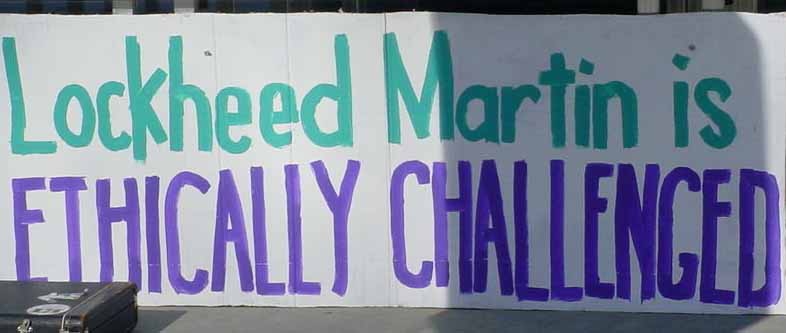 Lockheed Martin is
ETHICALLY CHALLENGED